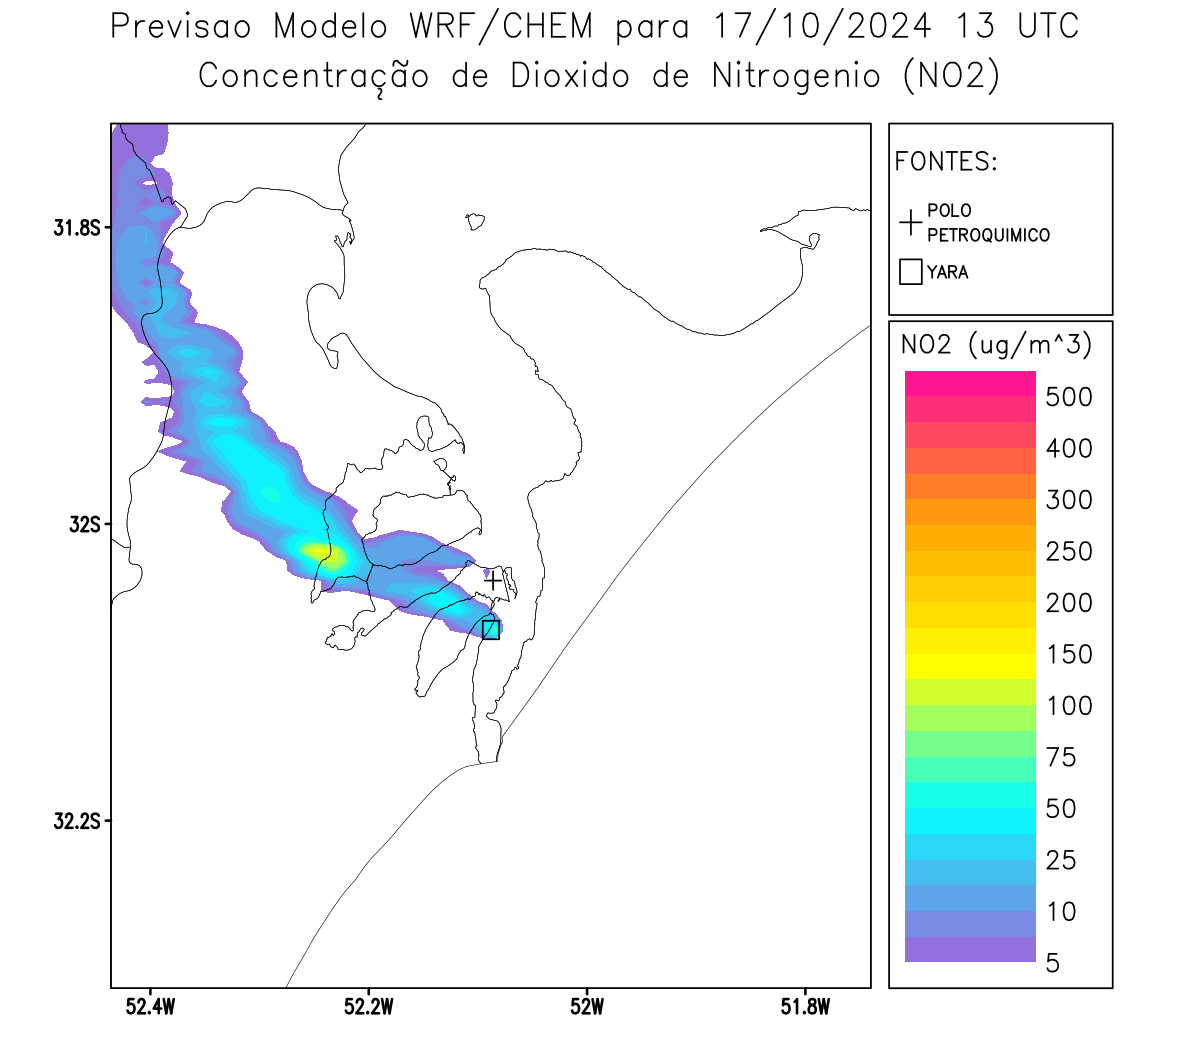 Previsao Modelo WRF/CHEM para 17/10/2024 13 UTC
Concentração de Dioxido de Nitrogenio (NO2)
FONTES:
POLO
PETROQUIMICO
YARA
NO2 (ug/m^3)
500
400
300
250
200
150
100
75
50
25
10
5
31.8S
32S
32.2S
52.4W
52.2W
52W
51.8W